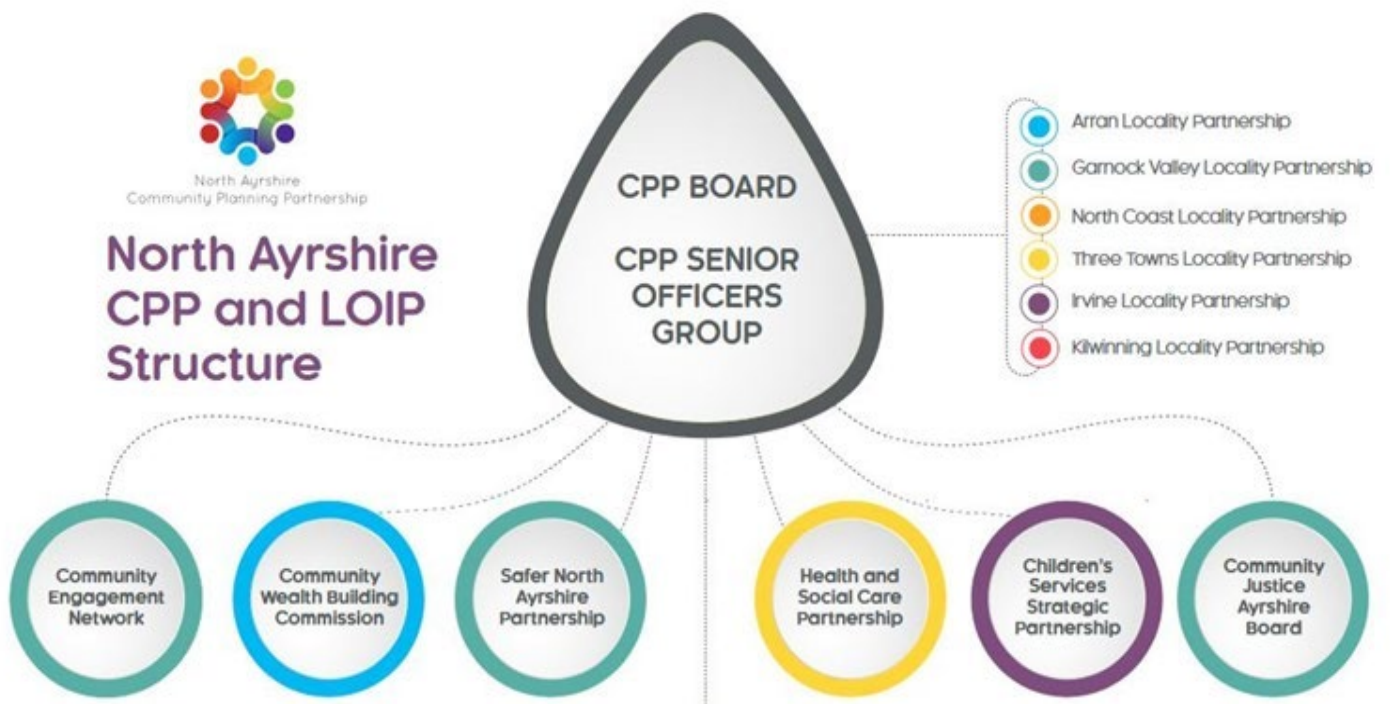 North Ayrshire
Community Planning Partnership
North Ayrshire
CPP and LOIP
Structure
CPP BOARD
CPP SENIOR
OFFICERS
GROUP
Arran Locality Partnership
Garnock Valley Locality Partnership
North Coast Locality Partnership
Three Towns Locality Partnership
Irvine Locality Partnership
Kilwinning Locality Partnership
Community
Engagement
Network
Community
Wealth Building
Commission
Safer North
Ayrshire
Partnership
Health and
Social Care
Partnership
Children's
Services
Strategic
Partnership
Community
Justice
Ayrshire
Board